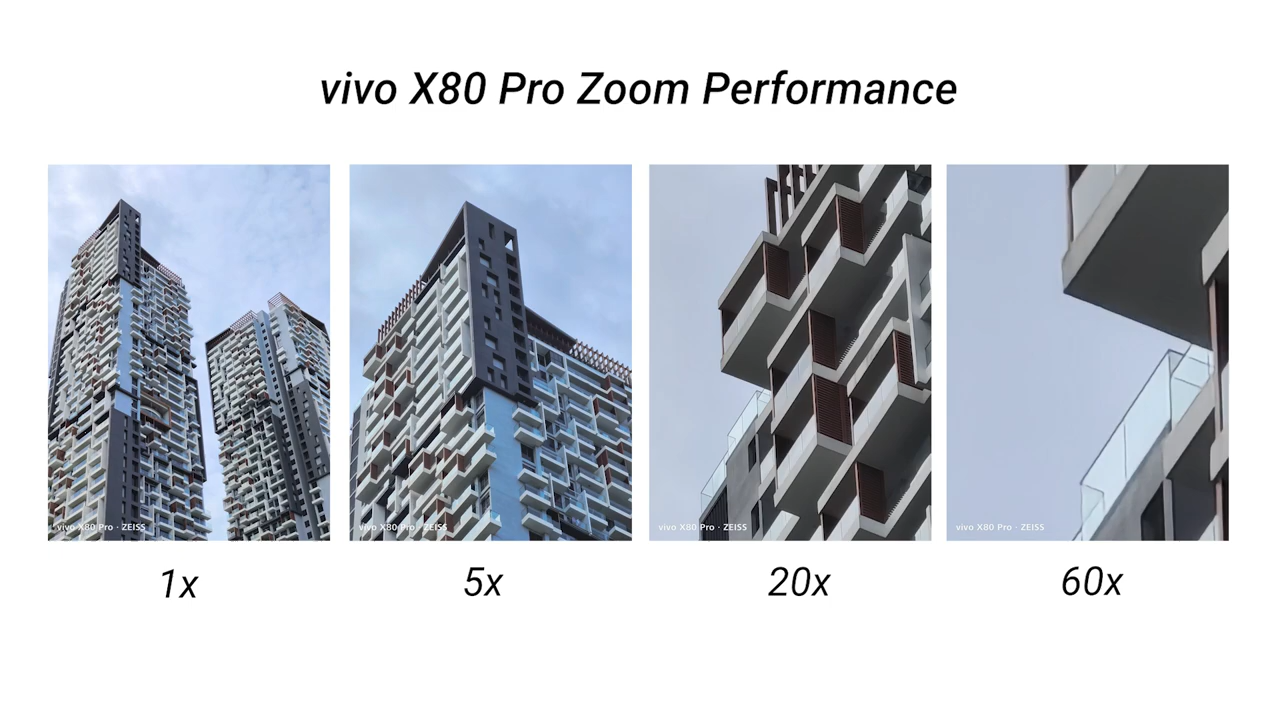 vivo X80 Pro Zoom Performance
vivo X80 Pro · ZEISS
vivo X80 Pro · ZEISS
vivo X80 Pro · ZEISS
vivo X80 Pro · ZEISS
1x
5x
20x
60x